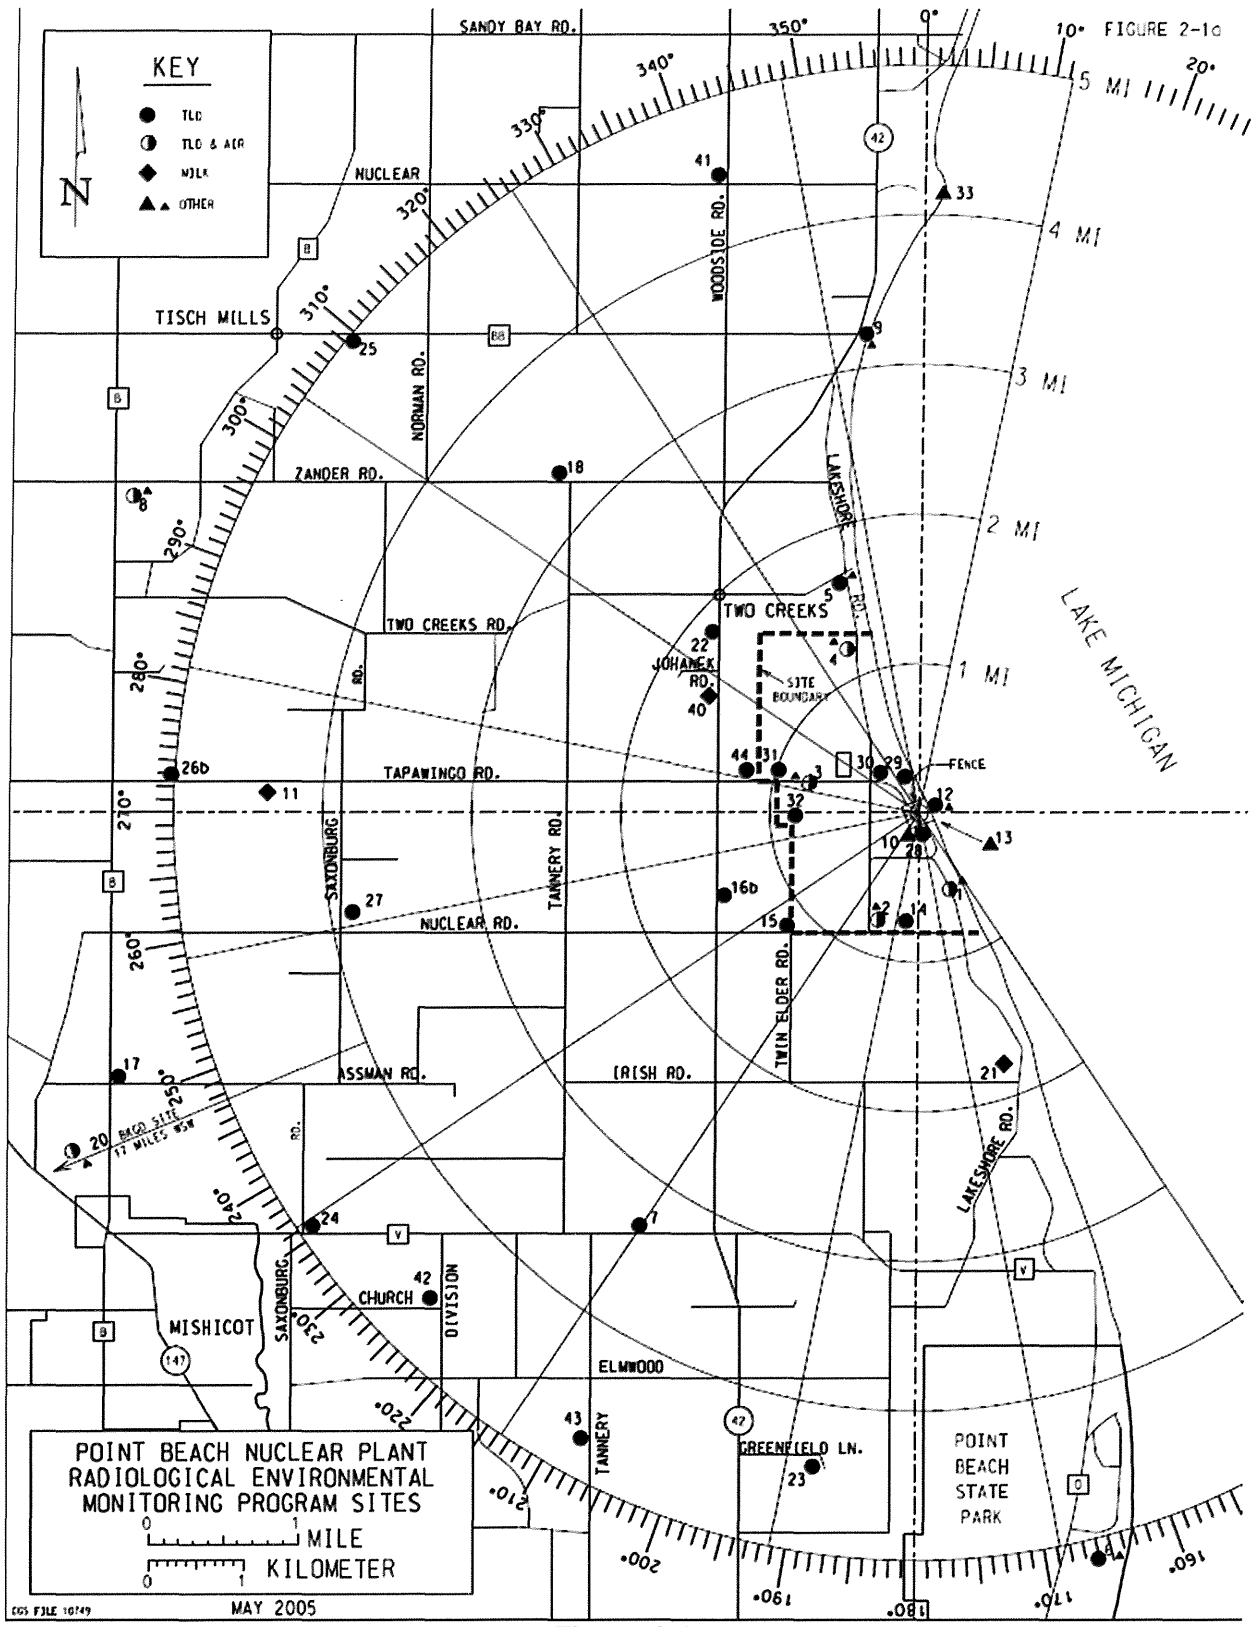 FIGURE 2-1a
SANDY BAY RD.
350°
0°
10°
20°
340°
330°
320°
310°
300°
290°
280°
270°
260°
250°
240°
230°
220°
210°
200°
190°
180°
170°
160°
KEY
TLD
TLD & AIR
MILK
OTHER
N
5 MI
4 MI
3 MI
2 MI
1 MI
42
NUCLEAR
41
33
WOODSIDE RD.
B
TISCH MILLS
25
BB
9
NORMAN RD.
B
ZANDER RD.
18
8
LAKESHORE
RD.
5
TWO CREEKS
TWO CREEKS RD.
22
JOHANEK
RD.
40
4
SITE
BOUNDARY
LAKE MICHIGAN
RD.
26b
TAPAWINGO RD.
44
31
3
30
29
FENCE
11
32
12
13
10
28
SAXONBURG
TANNERY RD.
B
27
16b
1
NUCLEAR RD.
15
2
14
TWIN ELDER RD.
17
ASSMAN RD.
IRISH RD.
21
20
BKGD SITE
17 MILES WSW
RD.
LAKESHORE RD.
24
V
7
V
SAXONBURG
42
CHURCH
DIVISION
MISHICOT
B
147
ELMWOOD
43
TANNERY
42
GREENFIELD LN.
23
POINT
BEACH
STATE
PARK
O
6
POINT BEACH NUCLEAR PLANT
RADIOLOGICAL ENVIRONMENTAL
MONITORING PROGRAM SITES
0 1 MILE
0 1 KILOMETER
MAY 2005